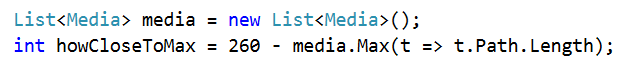 List<Media> media = new List<Media>();
int howCloseToMax = 260 - media.Max(t => t.Path.Length);